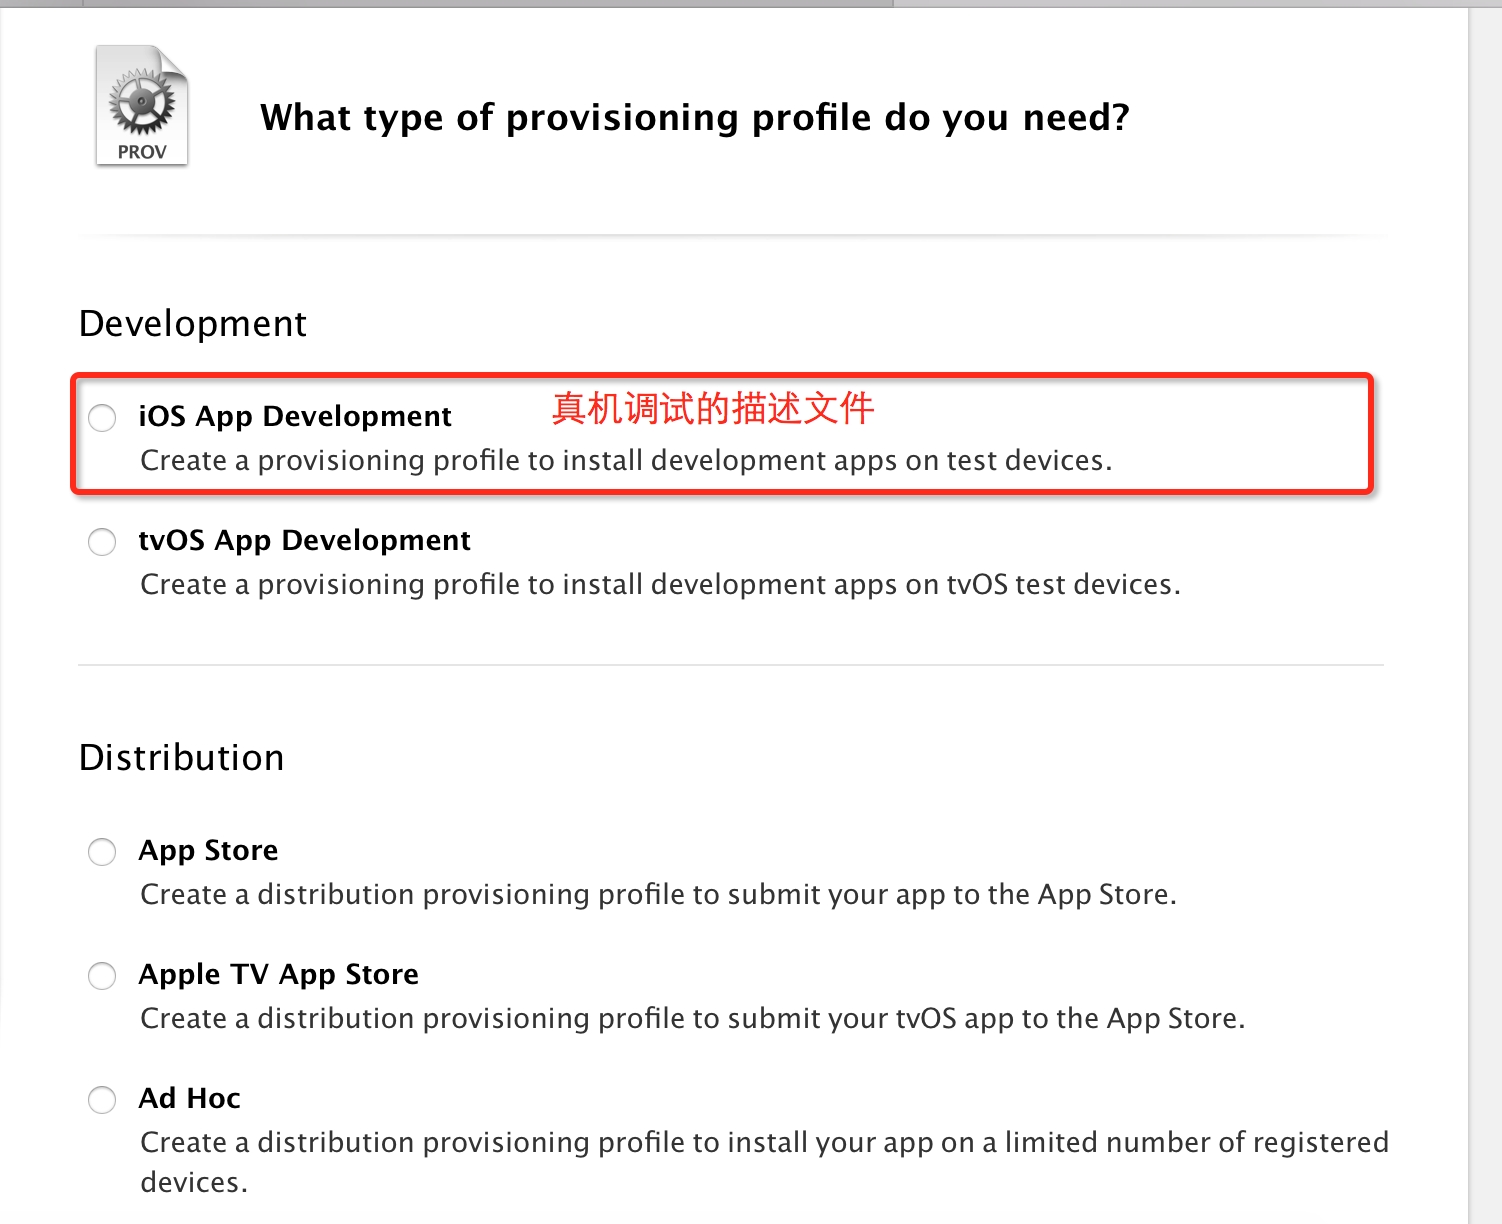 PROV
What type of provisioning profile do you need?
Development
iOS App Development
真机调试的描述文件
Create a provisioning profile to install development apps on test devices.
tvOS App Development
Create a provisioning profile to install development apps on tvOS test devices.
Distribution
App Store
Create a distribution provisioning profile to submit your app to the App Store.
Apple TV App Store
Create a distribution provisioning profile to submit your tvOS app to the App Store.
Ad Hoc
Create a distribution provisioning profile to install your app on a limited number of registered
devices.